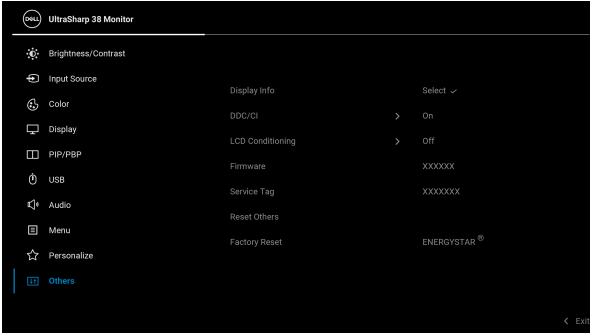 DELL UltraSharp 38 Monitor
Brightness/Contrast
Input Source
Color
Display
PIP/PBP
USB
Audio
Menu
Personalize
Others
Display Info Select
DDC/CI On
LCD Conditioning Off
Firmware XXXXXX
Service Tag XXXXXXX
Reset Others
Factory Reset ENERGYSTAR ®
Exit